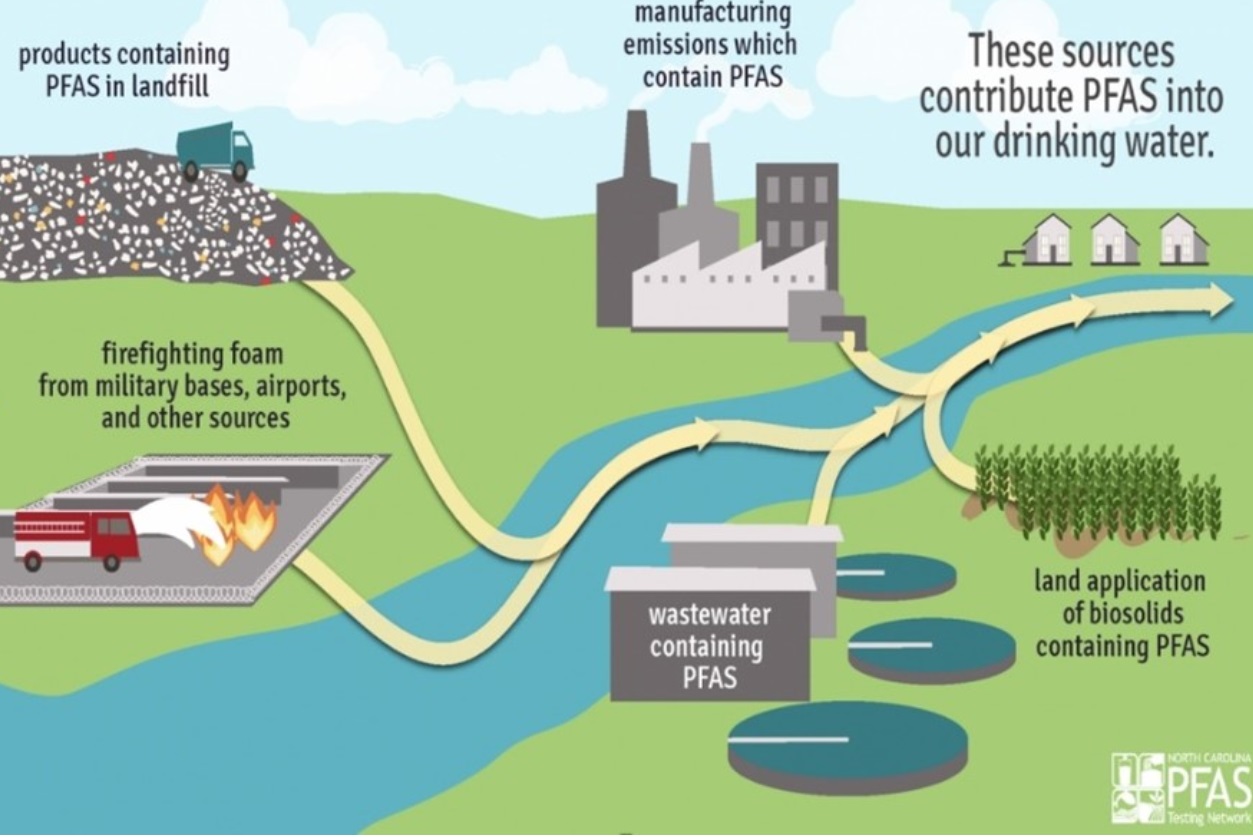 products containing
PFAS in landfill
manufacturing
emissions which
contain PFAS
These sources
contribute PFAS into
our drinking water.
firefighting foam
from military bases, airports,
and other sources
wastewater
containing
PFAS
land application
of biosolids
containing PFAS
NORTH CAROLINA
PFAS
Testing Network